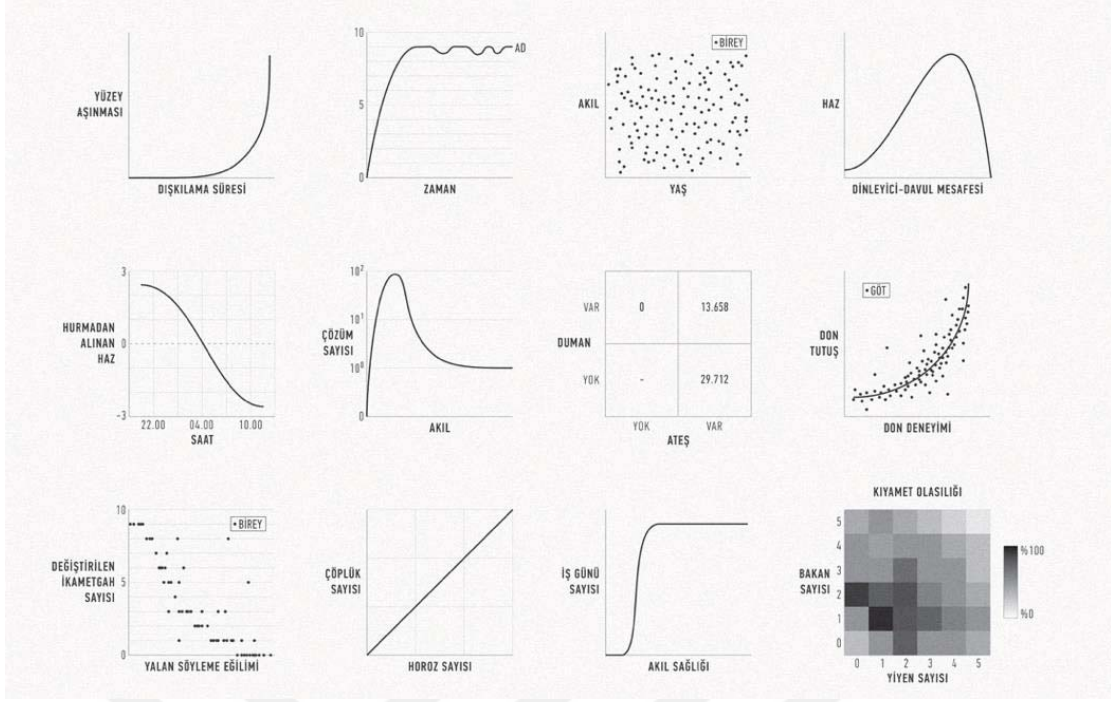 YÜZEY
AŞINMASI
DIŞKILAMA SÜRESİ
10
5
0
AD
ZAMAN
• BİREY
AKIL
YAŞ
HAZ
DİNLEYİCİ-DAVUL MESAFESİ
3
HURMADAN
ALINAN
HAZ
0
-3
22.00 04.00 10.00
SAAT
10²
10¹
ÇÖZÜM
SAYISI
10⁰
0
AKIL
VAR 0 13.658
DUMAN
YOK - 29.712
YOK VAR
ATEŞ
• GÖT
DON
TUTUŞ
DON DENEYİMİ
10
• BİREY
DEĞİŞTİRİLEN
İKAMETGAH
SAYISI
5
0
YALAN SÖYLEME EĞİLİMİ
ÇÖPLÜK
SAYISI
HOROZ SAYISI
İŞ GÜNÜ
SAYISI
AKIL SAĞLIĞI
KIYAMET OLASILIĞI
5
4
3
BAKAN
SAYISI
2
1
0
0 1 2 3 4 5
YİYEN SAYISI
%100
%0